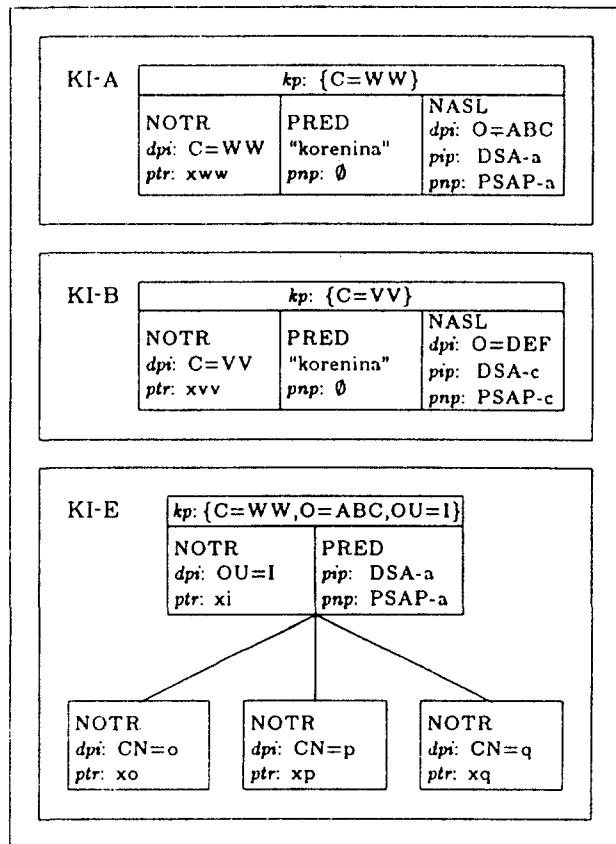 KI-A
kp: {C=WW}
NOTR
dpi: C=WW
ptr: xww
PRED
"korenina"
pnp: ∅
NASL
dpi: O=ABC
pip: DSA-a
pnp: PSAP-a
KI-B
kp: {C=VV}
NOTR
dpi: C=VV
ptr: xvv
PRED
"korenina"
pnp: ∅
NASL
dpi: O=DEF
pip: DSA-c
pnp: PSAP-c
KI-E
kp: {C=WW,O=ABC,OU=I}
NOTR
dpi: OU=I
ptr: xi
PRED
pip: DSA-a
pnp: PSAP-a
NOTR
dpi: CN=o
ptr: xo
NOTR
dpi: CN=p
ptr: xp
NOTR
dpi: CN=q
ptr: xq